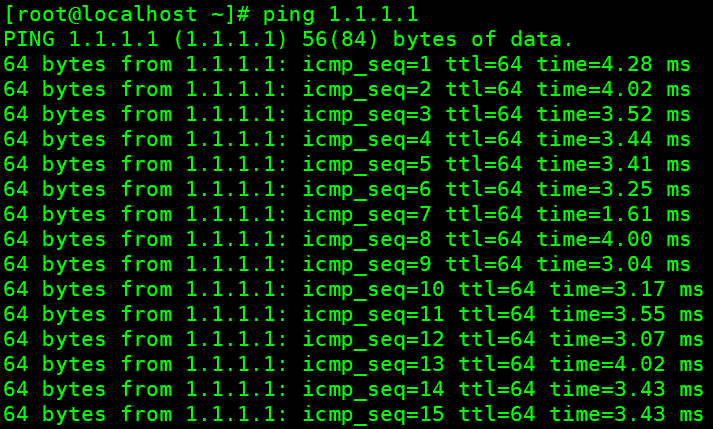 [root@localhost ~]# ping 1.1.1.1
PING 1.1.1.1 (1.1.1.1) 56(84) bytes of data.
64 bytes from 1.1.1.1: icmp_seq=1 ttl=64 time=4.28 ms
64 bytes from 1.1.1.1: icmp_seq=2 ttl=64 time=4.02 ms
64 bytes from 1.1.1.1: icmp_seq=3 ttl=64 time=3.52 ms
64 bytes from 1.1.1.1: icmp_seq=4 ttl=64 time=3.44 ms
64 bytes from 1.1.1.1: icmp_seq=5 ttl=64 time=3.41 ms
64 bytes from 1.1.1.1: icmp_seq=6 ttl=64 time=3.25 ms
64 bytes from 1.1.1.1: icmp_seq=7 ttl=64 time=1.61 ms
64 bytes from 1.1.1.1: icmp_seq=8 ttl=64 time=4.00 ms
64 bytes from 1.1.1.1: icmp_seq=9 ttl=64 time=3.04 ms
64 bytes from 1.1.1.1: icmp_seq=10 ttl=64 time=3.17 ms
64 bytes from 1.1.1.1: icmp_seq=11 ttl=64 time=3.55 ms
64 bytes from 1.1.1.1: icmp_seq=12 ttl=64 time=3.07 ms
64 bytes from 1.1.1.1: icmp_seq=13 ttl=64 time=4.02 ms
64 bytes from 1.1.1.1: icmp_seq=14 ttl=64 time=3.43 ms
64 bytes from 1.1.1.1: icmp_seq=15 ttl=64 time=3.43 ms